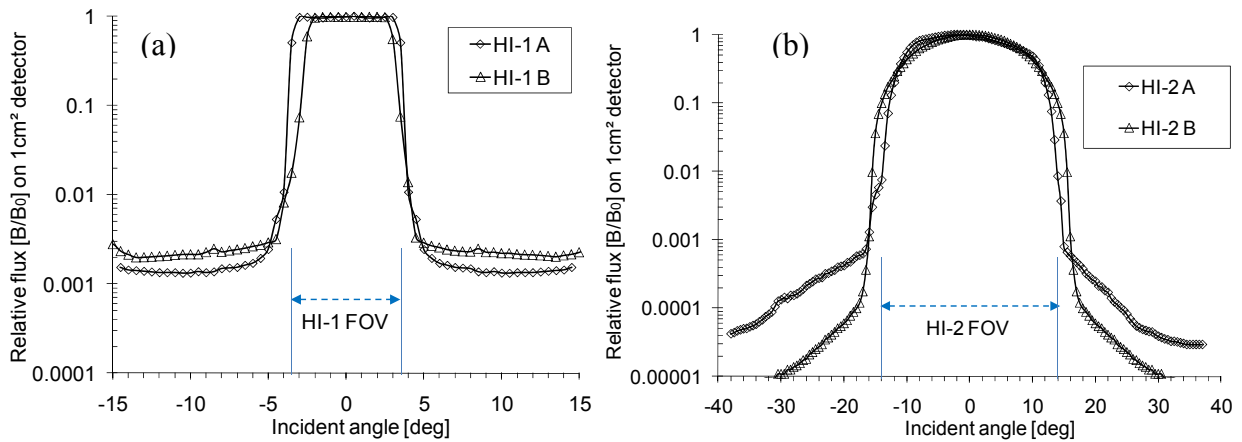 (a)
HI-1 A
HI-1 B
Relative flux [B/B0] on 1cm² detector
1
0.1
0.01
0.001
0.0001
HI-1 FOV
-15
-10
-5
0
5
10
15
Incident angle [deg]
(b)
HI-2 A
HI-2 B
Relative flux [B/B0] on 1cm² detector
1
0.1
0.01
0.001
0.0001
0.00001
HI-2 FOV
-40
-30
-20
-10
0
10
20
30
40
Incident angle [deg]